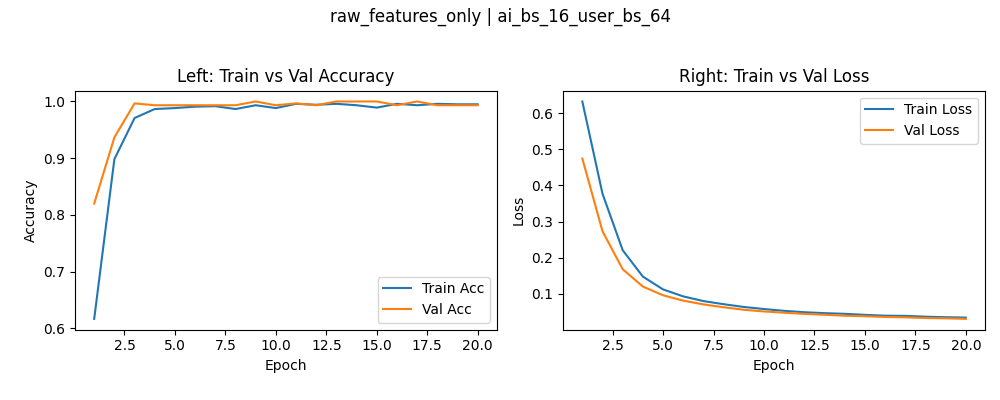 raw_features_only | ai_bs_16_user_bs_64
Left: Train vs Val Accuracy
1.0
0.9
0.8
0.7
0.6
Accuracy
Train Acc
Val Acc
2.5 5.0 7.5 10.0 12.5 15.0 17.5 20.0
Epoch
Right: Train vs Val Loss
0.6
0.5
0.4
0.3
0.2
0.1
Loss
Train Loss
Val Loss
2.5 5.0 7.5 10.0 12.5 15.0 17.5 20.0
Epoch